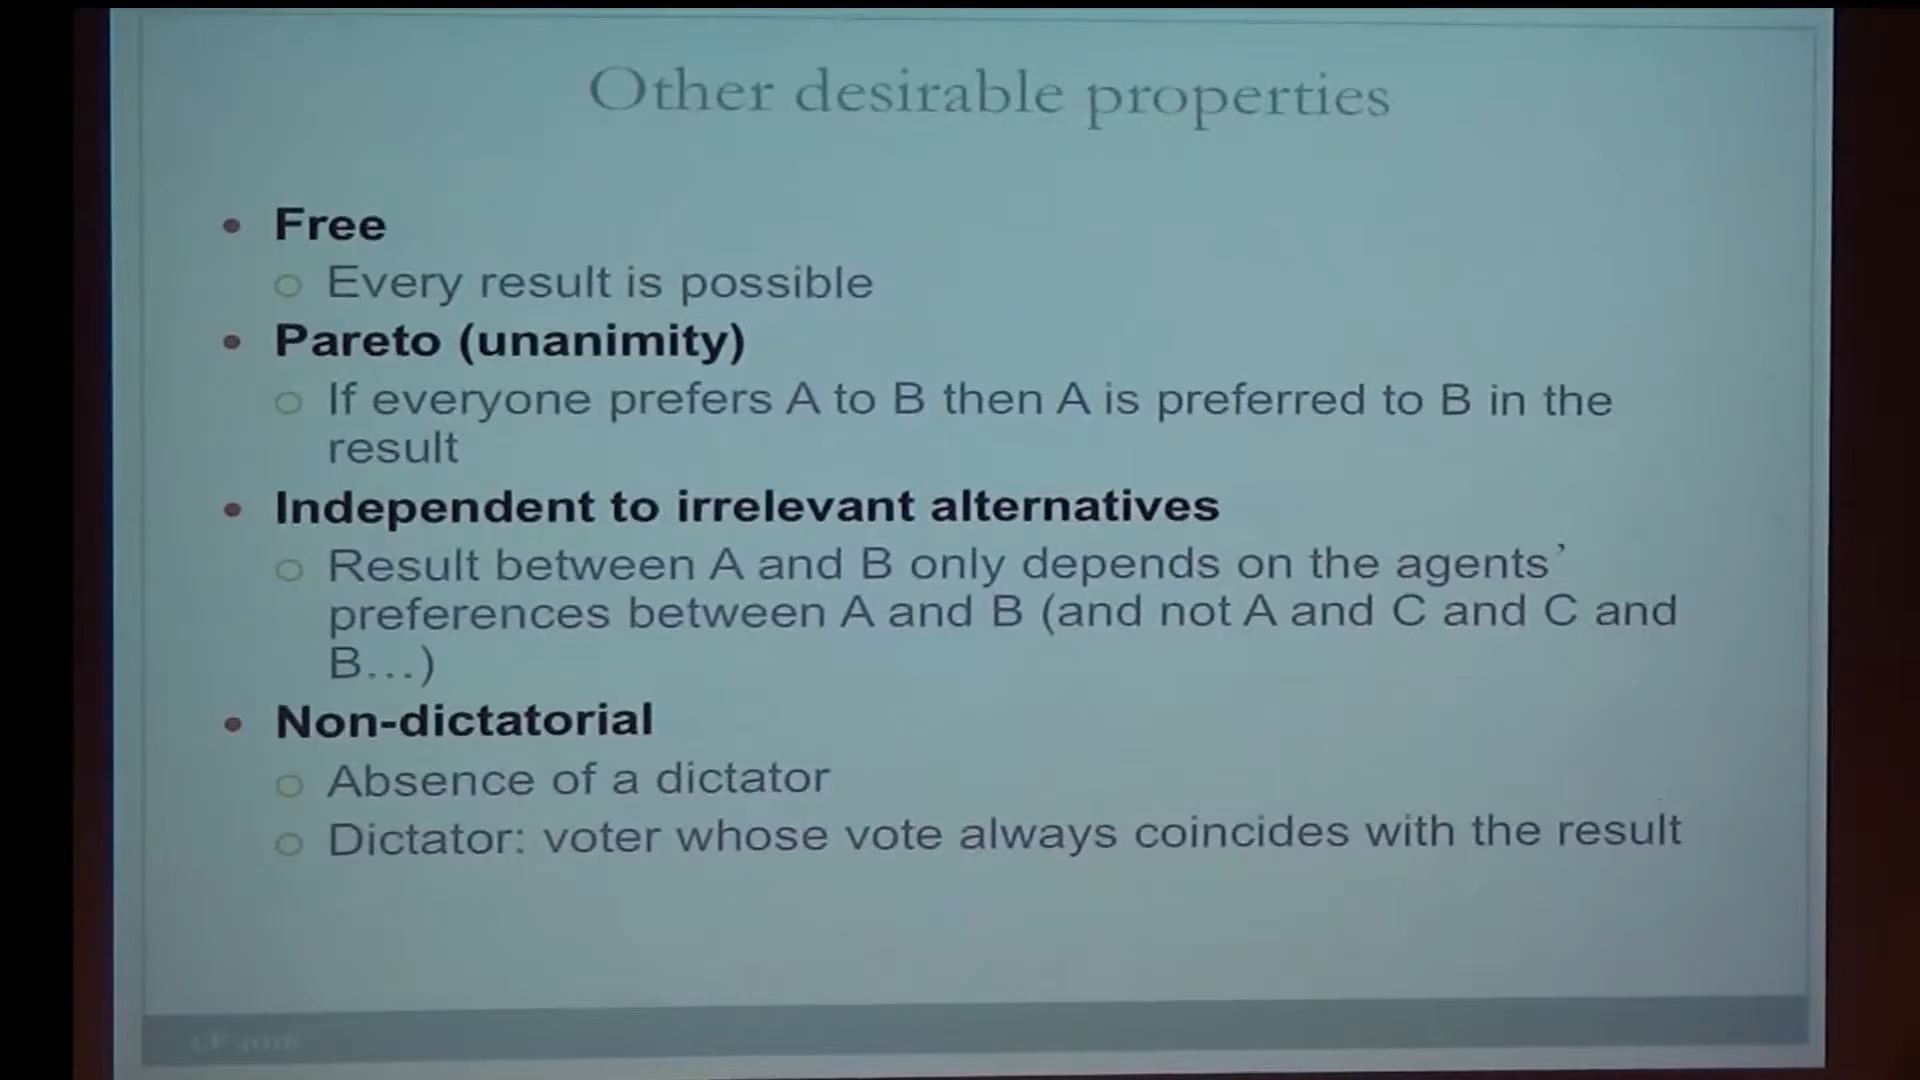 Other desirable properties
• Free
○ Every result is possible
• Pareto (unanimity)
○ If everyone prefers A to B then A is preferred to B in the
result
• Independent to irrelevant alternatives
○ Result between A and B only depends on the agents’
preferences between A and B (and not A and C and C and
B...)
• Non-dictatorial
○ Absence of a dictator
○ Dictator: voter whose vote always coincides with the result